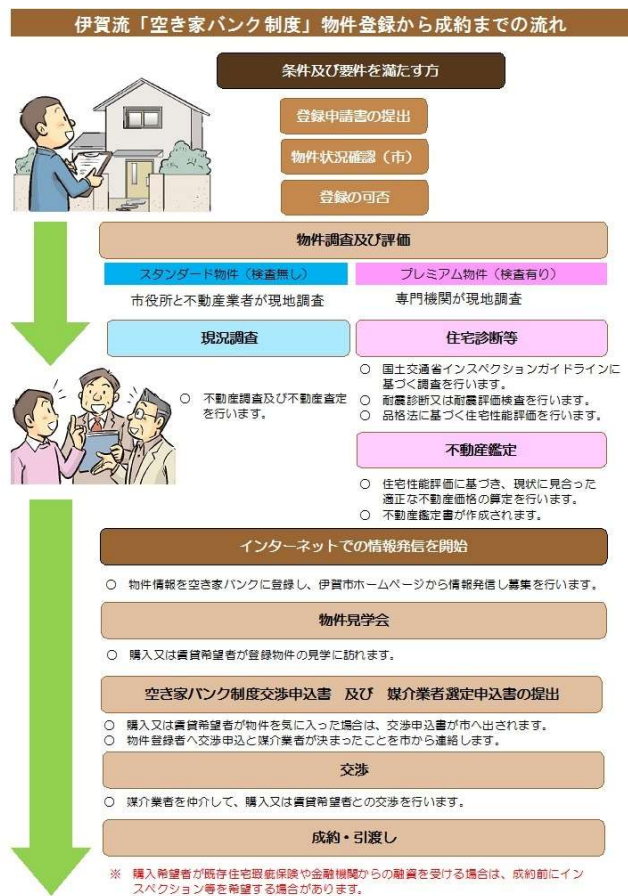 伊賀流「空き家バンク制度」物件登録から成約までの流れ
条件及び要件を満たす方
登録申請書の提出
物件状況確認（市）
登録の可否
物件調査及び評価
スタンダード物件（検査無し）
市役所と不動産業者が現地調査
現況調査
○ 不動産調査及び不動産査定
を行います。
プレミアム物件（検査有り）
専門機関が現地調査
住宅診断等
○ 国土交通省インスペクションガイドラインに
基づく調査を行います。
○ 耐震診断又は耐震評価検査を行います。
○ 品格法に基づく住宅性能評価を行います。
不動産鑑定
○ 住宅性能評価に基づき、現状に見合った
適正な不動産価格の算定を行います。
○ 不動産鑑定書が作成されます。
インターネットでの情報発信を開始
○ 物件情報を空き家バンクに登録し、伊賀市ホームページから情報発信し募集を行います。
物件見学会
○ 購入又は賃貸希望者が登録物件の見学に訪れます。
空き家バンク制度交渉申込書 及び 媒介業者選定申込書の提出
○ 購入又は賃貸希望者が物件を気に入った場合は、交渉申込書が市へ出されます。
○ 物件登録者へ交渉申込と媒介業者が決まったことを市から連絡します。
交渉
○ 媒介業者を仲介して、購入又は賃貸希望者との交渉を行います。
成約・引渡し
※ 購入希望者が既存住宅瑕疵保険や金融機関からの融資を受ける場合は、成約前にイン
スペクション等を希望する場合があります。